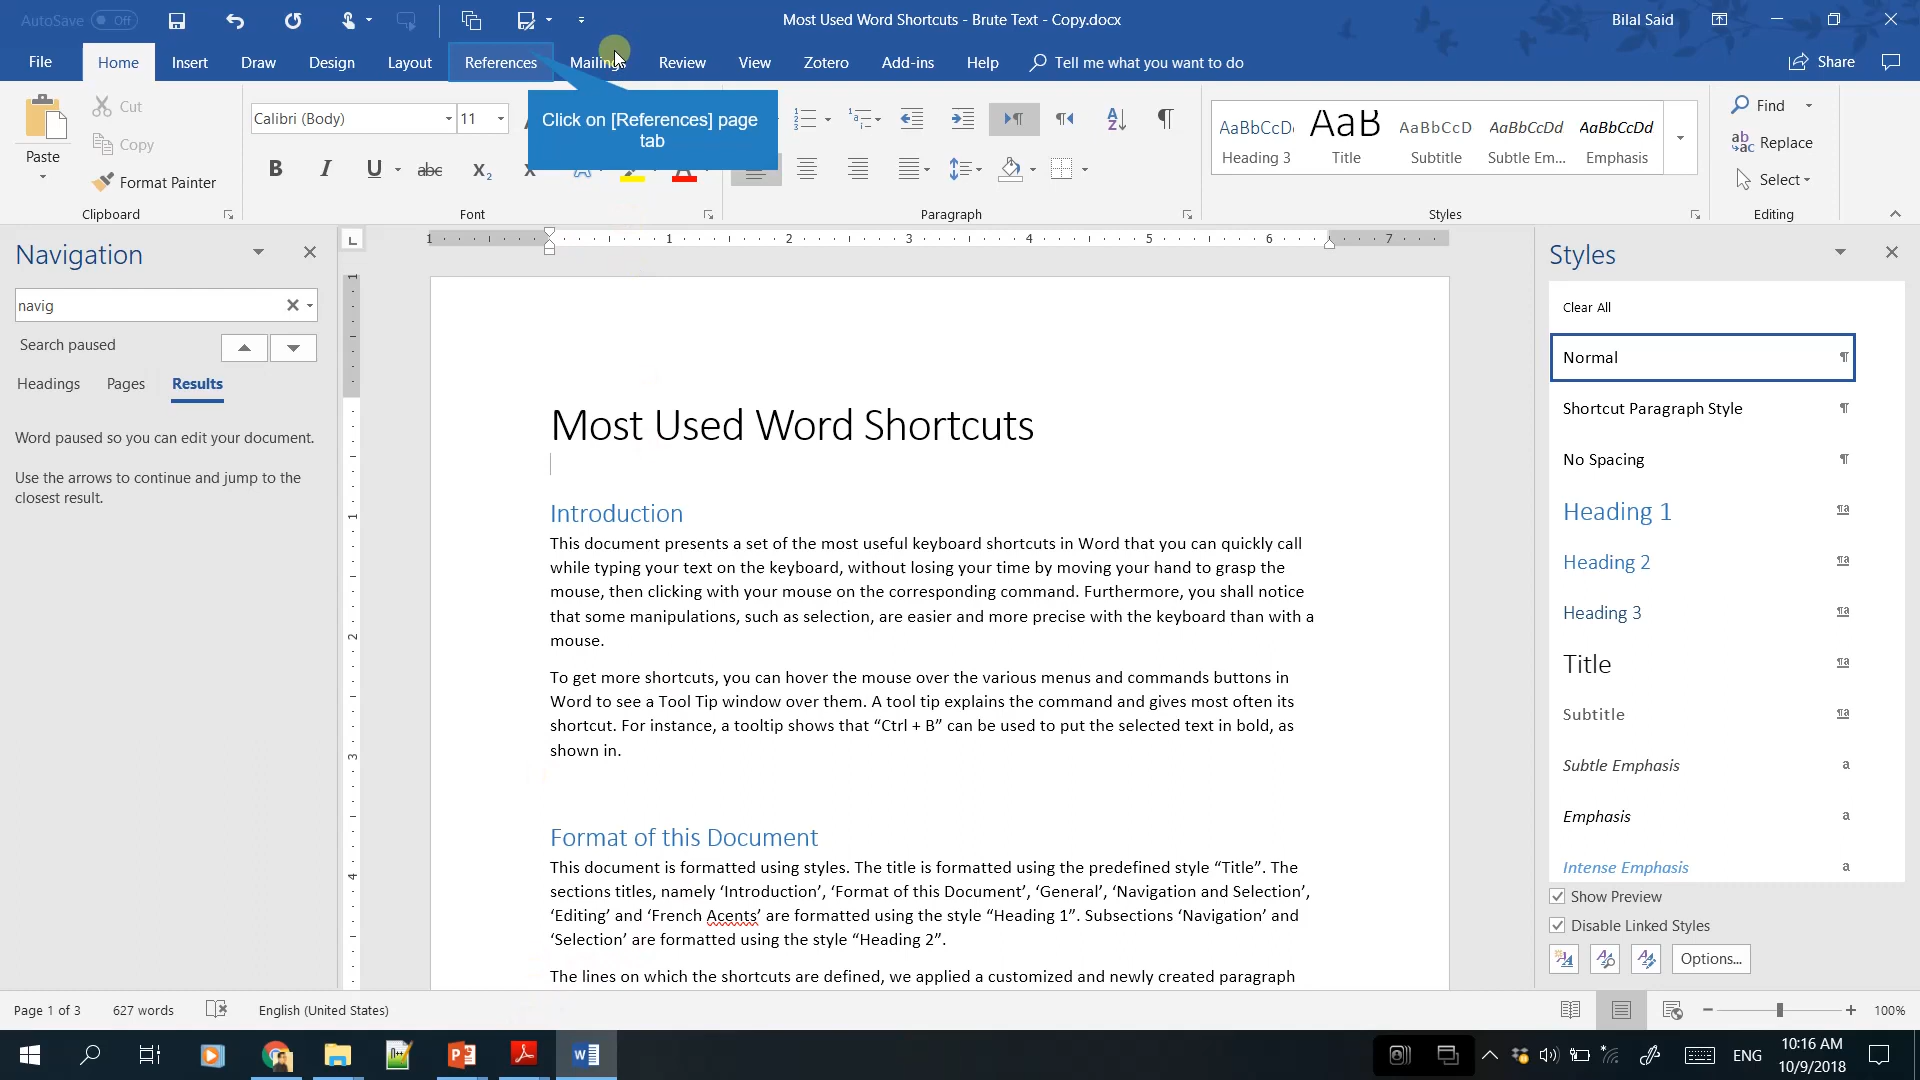 AutoSave Off
Most Used Word Shortcuts - Brute Text - Copy.docx
Bilal Said
File Home Insert Draw Design Layout References Mailings Review View Zotero Add-ins Help Tell me what you want to do Share
Click on [References] page
tab
Paste
Cut
Copy
Format Painter
Clipboard
Calibri (Body) 11
B I U abc X₂
Font
Paragraph
AaBbCcDc AaB AaBbCcD AaBbCcDd AaBbCcDd
Heading 3 Title Subtitle Subtle Em... Emphasis
Styles
Find
Replace
Select
Editing
Navigation
navig
Search paused
Headings Pages Results
Word paused so you can edit your document.
Use the arrows to continue and jump to the
closest result.
1 1 2 3 4 5 6 7
1
1
2
3
4
Most Used Word Shortcuts
Introduction
This document presents a set of the most useful keyboard shortcuts in Word that you can quickly call
while typing your text on the keyboard, without losing your time by moving your hand to grasp the
mouse, then clicking with your mouse on the corresponding command. Furthermore, you shall notice
that some manipulations, such as selection, are easier and more precise with the keyboard than with a
mouse.
To get more shortcuts, you can hover the mouse over the various menus and commands buttons in
Word to see a Tool Tip window over them. A tool tip explains the command and gives most often its
shortcut. For instance, a tooltip shows that “Ctrl + B” can be used to put the selected text in bold, as
shown in.
Format of this Document
This document is formatted using styles. The title is formatted using the predefined style “Title”. The
sections titles, namely ‘Introduction’, ‘Format of this Document’, ‘General’, ‘Navigation and Selection’,
‘Editing’ and ‘French Acents’ are formatted using the style “Heading 1”. Subsections ‘Navigation’ and
‘Selection’ are formatted using the style “Heading 2”.
The lines on which the shortcuts are defined, we applied a customized and newly created paragraph
Styles
Clear All
Normal
Shortcut Paragraph Style
No Spacing
Heading 1
Heading 2
Heading 3
Title
Subtitle
Subtle Emphasis
Emphasis
Intense Emphasis
Show Preview
Disable Linked Styles
Options...
Page 1 of 3 627 words English (United States) 100%
ENG
10:16 AM
10/9/2018